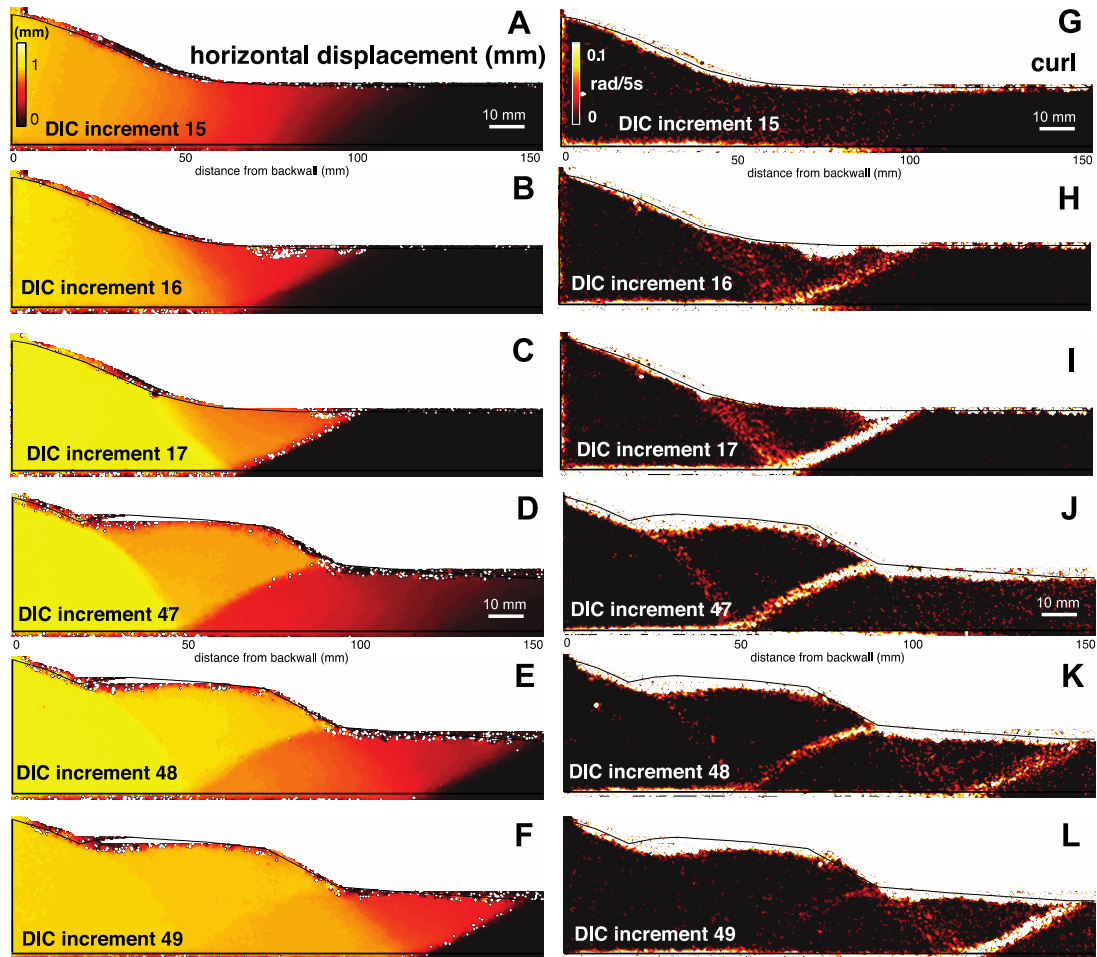 A
(mm)
1
0
horizontal displacement (mm)
DIC increment 15
10 mm
0 50 100 150
distance from backwall (mm)
B
DIC increment 16
C
DIC increment 17
D
DIC increment 47
10 mm
0 50 100 150
distance from backwall (mm)
E
DIC increment 48
F
DIC increment 49
G
0.1
rad/5s
0
curl
DIC increment 15
10 mm
0 50 100 150
distance from backwall (mm)
H
DIC increment 16
I
DIC increment 17
J
DIC increment 47
10 mm
0 50 100 150
distance from backwall (mm)
K
DIC increment 48
L
DIC increment 49